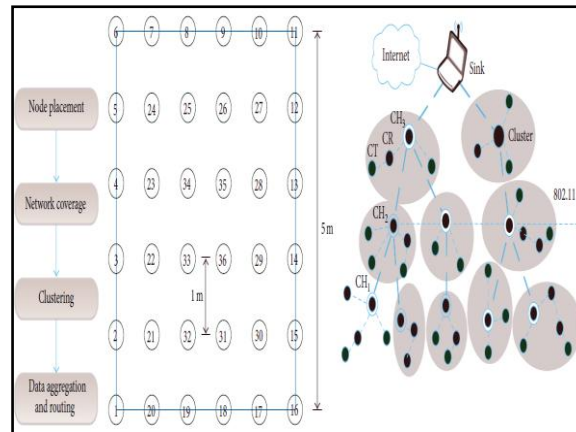 Node placement
Network coverage
Clustering
Data aggregation
and routing
6 7 8 9 10 11
5 24 25 26 27 12
4 23 34 35 28 13
3 22 33 36 29 14
2 21 32 31 30 15
1 20 19 18 17 16
1 m
5 m
Internet
Sink
CH3
CT
CR
Cluster
802.11
CH2
CH1